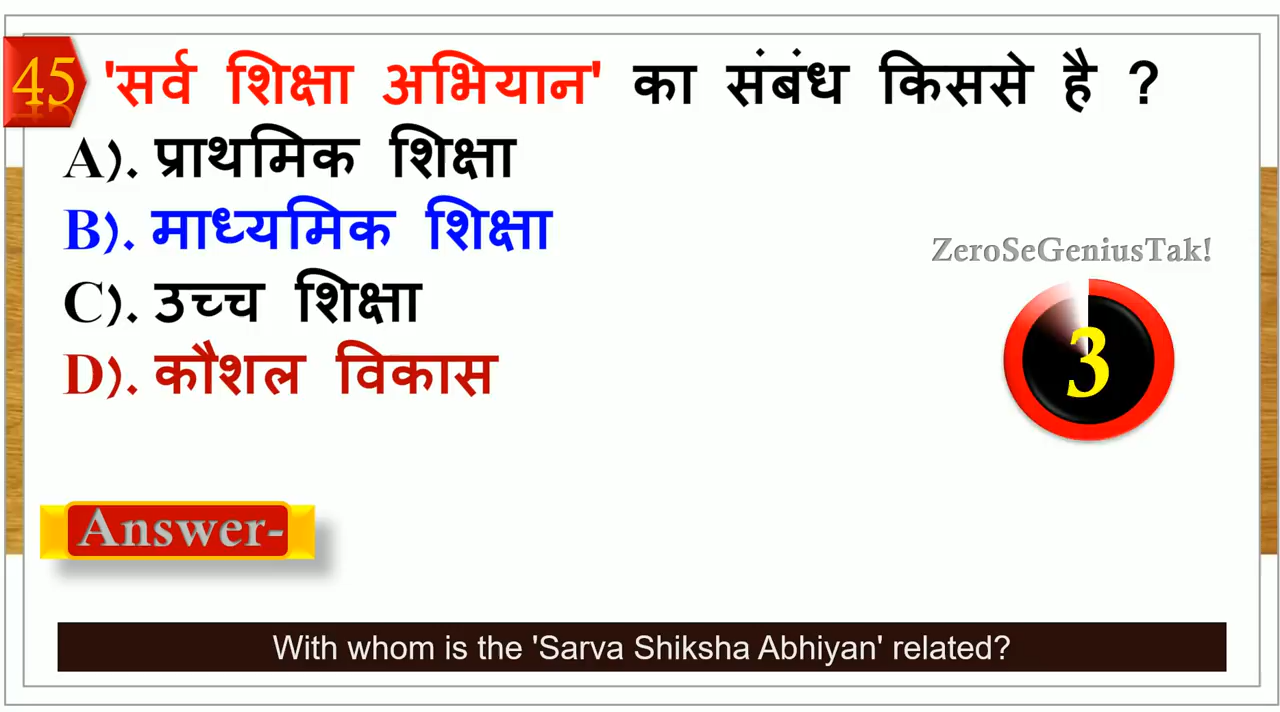 45 'सर्व शिक्षा अभियान' का संबंध किससे है ?
A). प्राथमिक शिक्षा
B). माध्यमिक शिक्षा
ZeroSeGeniusTak!
C). उच्च शिक्षा
3
D). कौशल विकास
Answer-
With whom is the 'Sarva Shiksha Abhiyan' related?